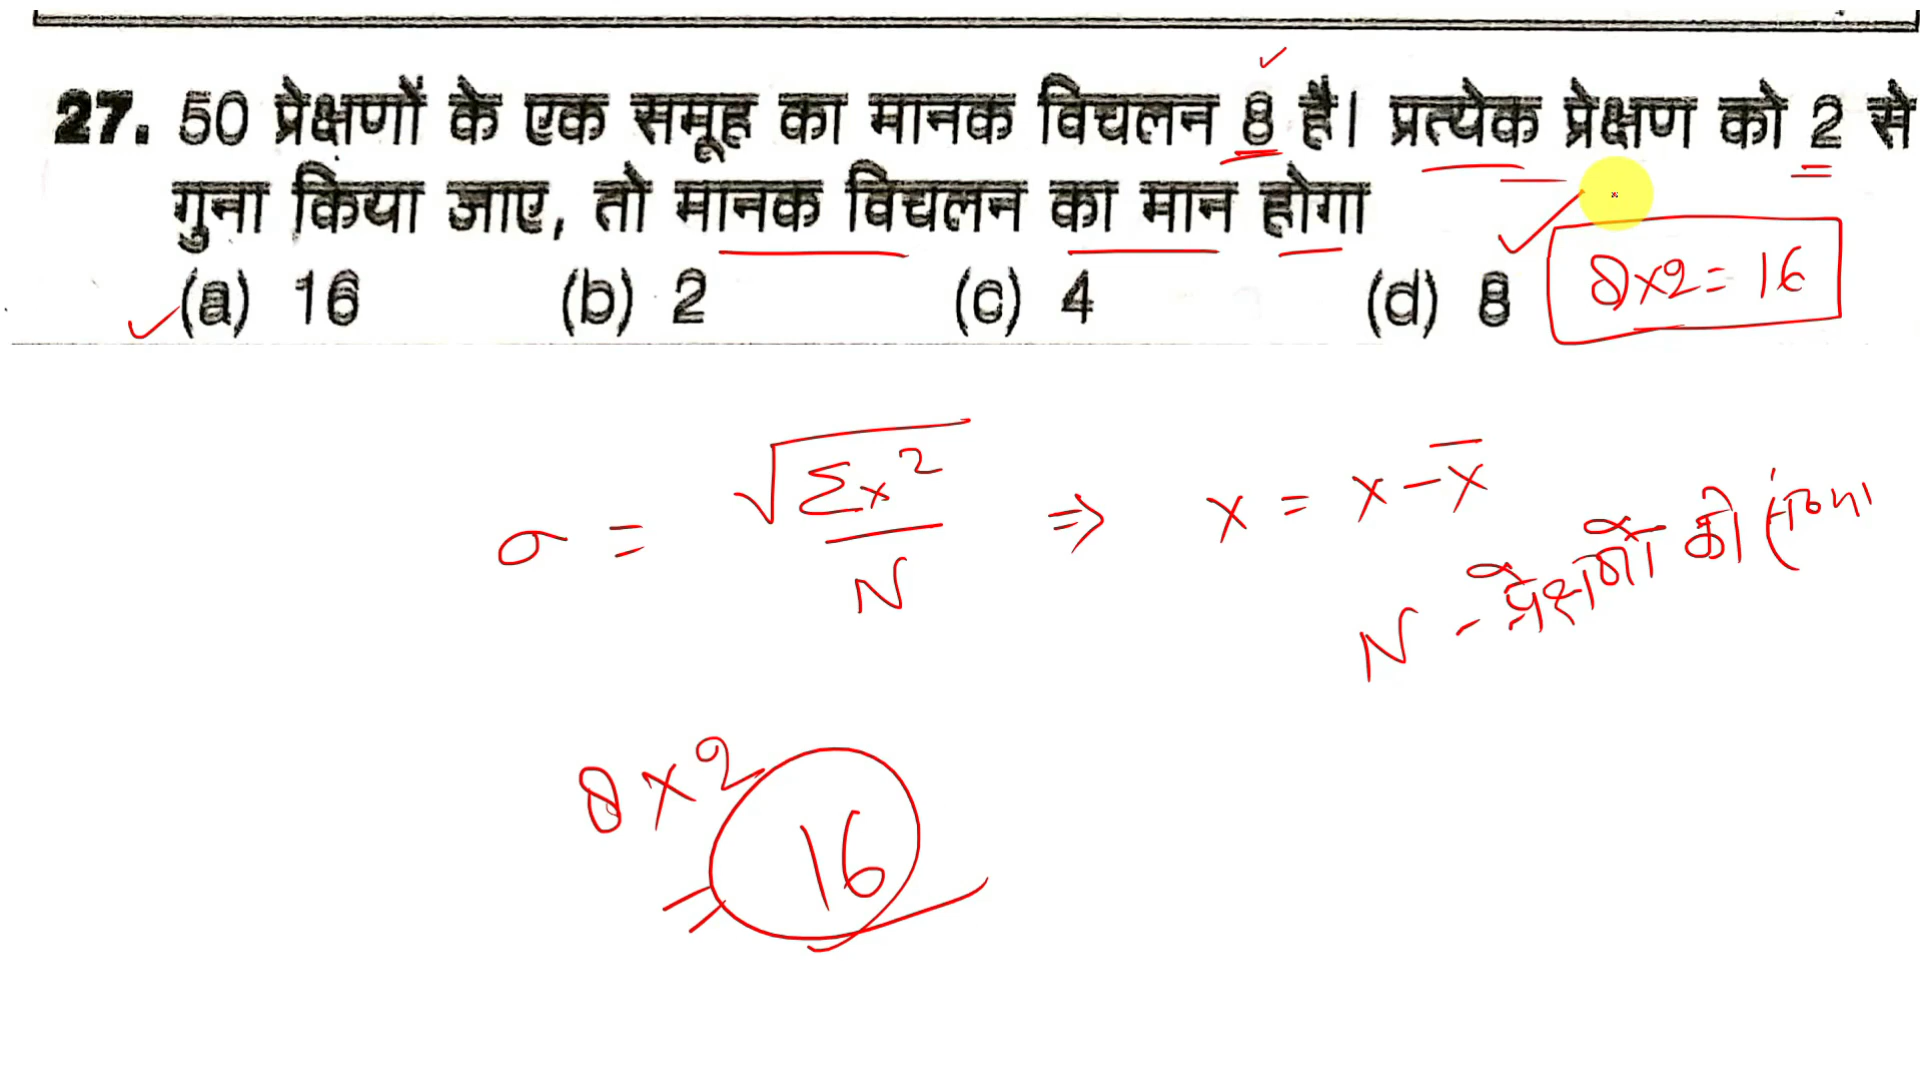 27. 50 प्रेक्षणों के एक समूह का मानक विचलन 8 है। प्रत्येक प्रेक्षण को 2 से
गुना किया जाए, तो मानक विचलन का मान होगा
(a) 16 (b) 2 (c) 4 (d) 8
8×2 = 16
σ = √Σx² / N ⇒ x = x – x̄
N -
8×2
= 16